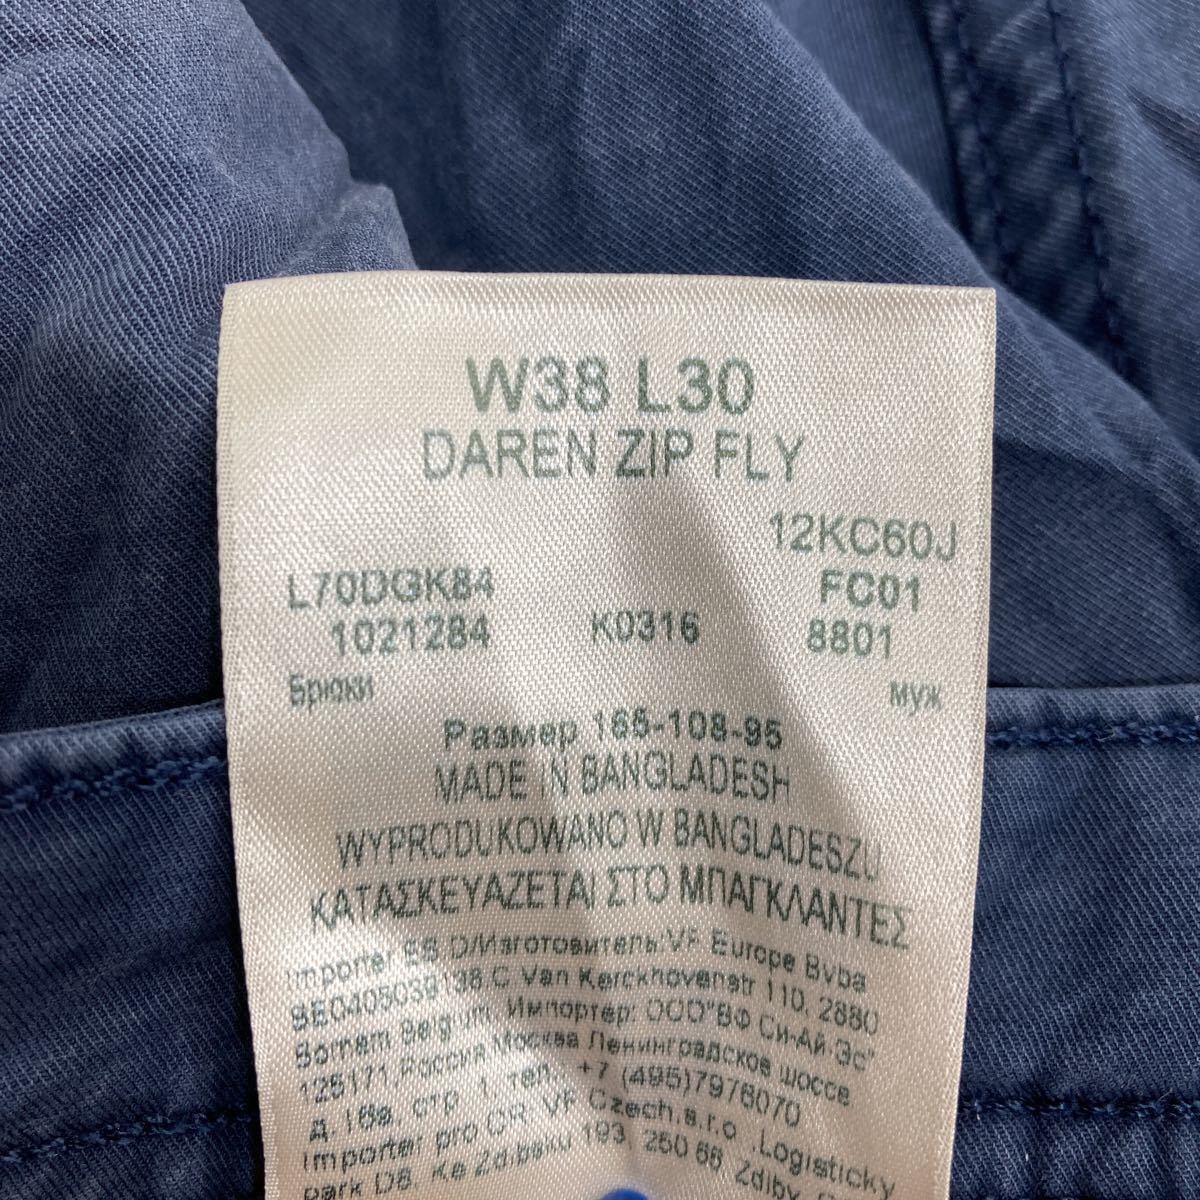 W38 L30
DAREN ZIP FLY
12KC60J
L70DGK84 FC01
1021284 K0316 8801
Брюки муж
Размер 165-108-95
MADE IN BANGLADESH
WYPRODUKOWANO W BANGLADESZU
ΚΑΤΑΣΚΕΥΑΖΕΤΑΙ ΣΤΟ ΜΠΑΓΚΛΑΝΤΕΣ
Importer ES D/Изготовитель:VF Europe Bvba
BE0405039138 C Van Kerckhovenstr 110, 2880
Bornem Belgium, Импортер: ООО"ВФ Си-Ай-Эс"
125171 Россия Москва Ленинградское шоссе
д.16а, стр 1, тел. +7 (495)7976070
Importer pro CR: VF Czech.s.r.o .Logisticky
Park D8, Ke Zdibsku 193, 250 66 Zdiby,